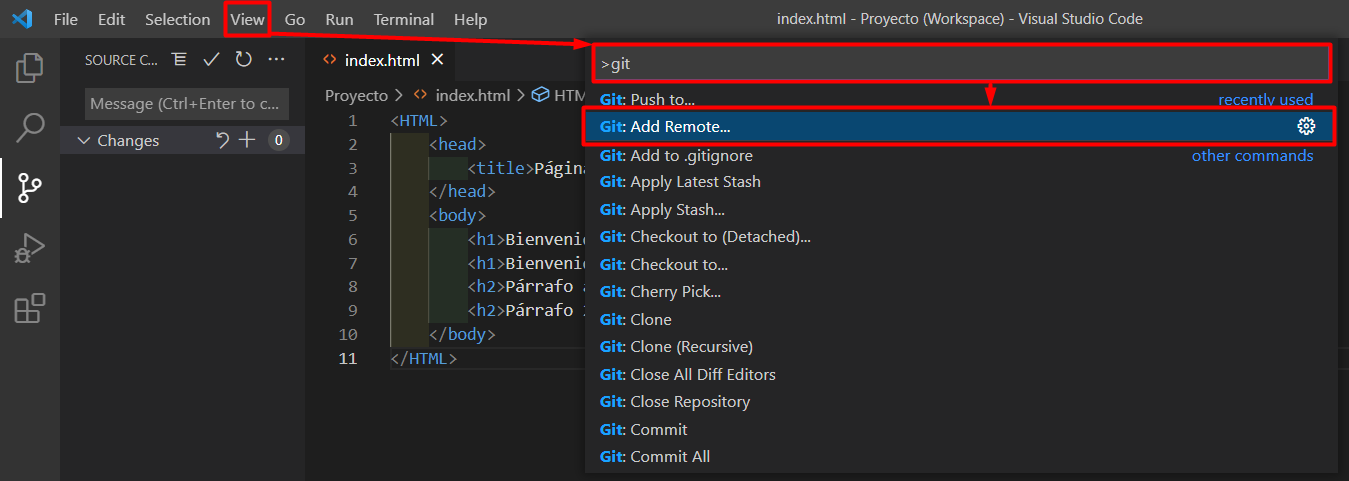 File Edit Selection View Go Run Terminal Help index.html - Proyecto (Workspace) - Visual Studio Code
SOURCE C...
Message (Ctrl+Enter to c...
Changes 0
index.html
Proyecto > index.html > HTM
1 <HTML>
2 <head>
3 <title>Página
4 </head>
5 <body>
6 <h1>Bienvenid
7 <h1>Bienvenid
8 <h2>Párrafo
9 <h2>Párrafo
10 </body>
11 </HTML>
>git
Git: Push to... recently used
Git: Add Remote...
Git: Add to .gitignore other commands
Git: Apply Latest Stash
Git: Apply Stash...
Git: Checkout to (Detached)...
Git: Checkout to...
Git: Cherry Pick...
Git: Clone
Git: Clone (Recursive)
Git: Close All Diff Editors
Git: Close Repository
Git: Commit
Git: Commit All